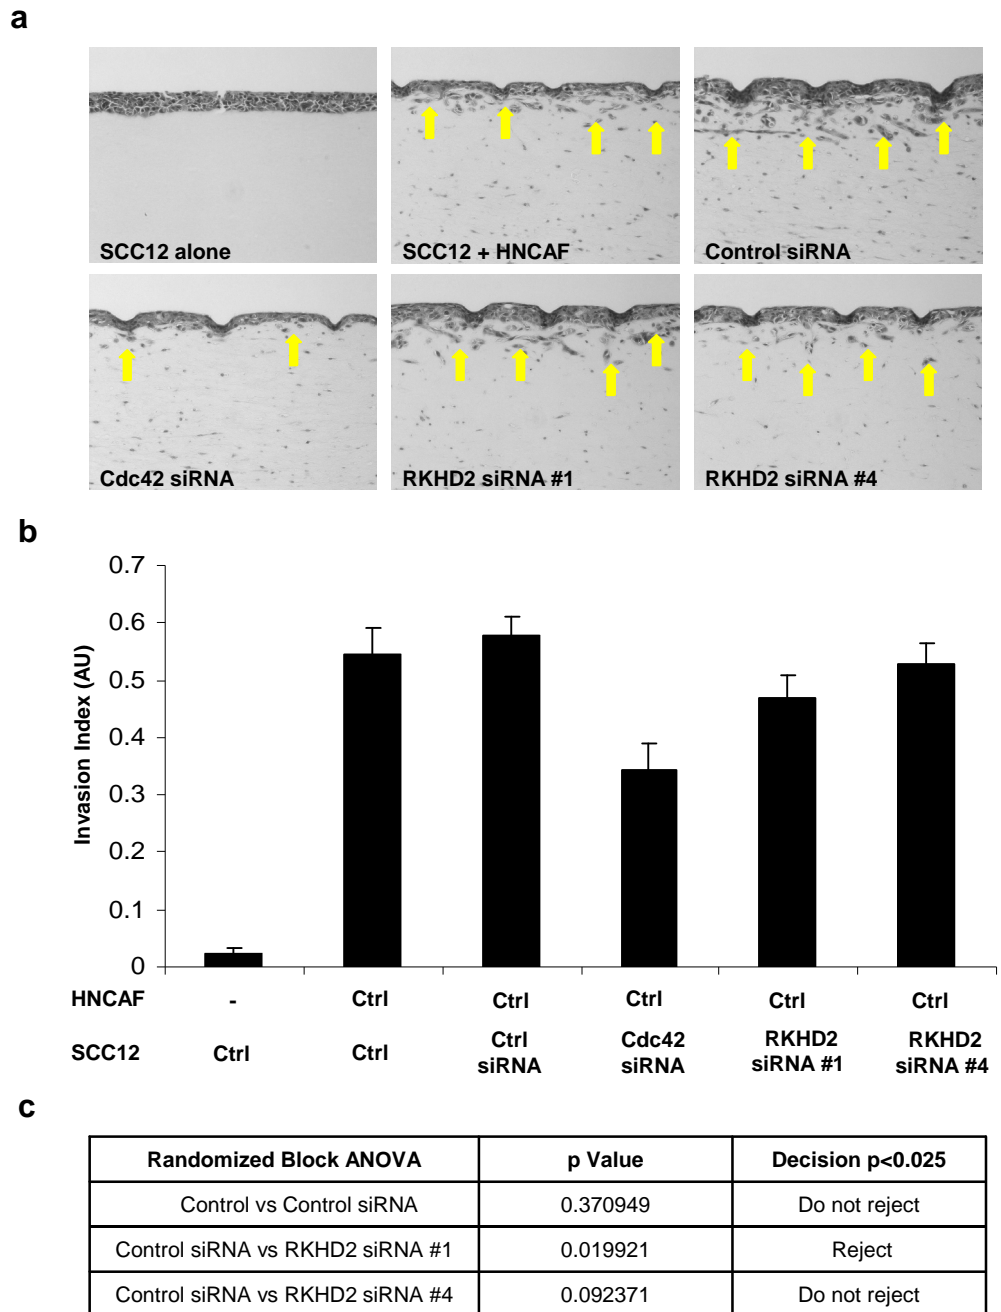 a
SCC12 alone
SCC12 + HNCAF
Control siRNA
Cdc42 siRNA
RKHD2 siRNA #1
RKHD2 siRNA #4
b
Invasion Index (AU)
0.7
0.6
0.5
0.4
0.3
0.2
0.1
0
HNCAF - Ctrl Ctrl Ctrl Ctrl Ctrl
SCC12 Ctrl Ctrl Ctrl siRNA Cdc42 siRNA RKHD2 siRNA #1 RKHD2 siRNA #4
c
Randomized Block ANOVA p Value Decision p<0.025
Control vs Control siRNA 0.370949 Do not reject
Control siRNA vs RKHD2 siRNA #1 0.019921 Reject
Control siRNA vs RKHD2 siRNA #4 0.092371 Do not reject